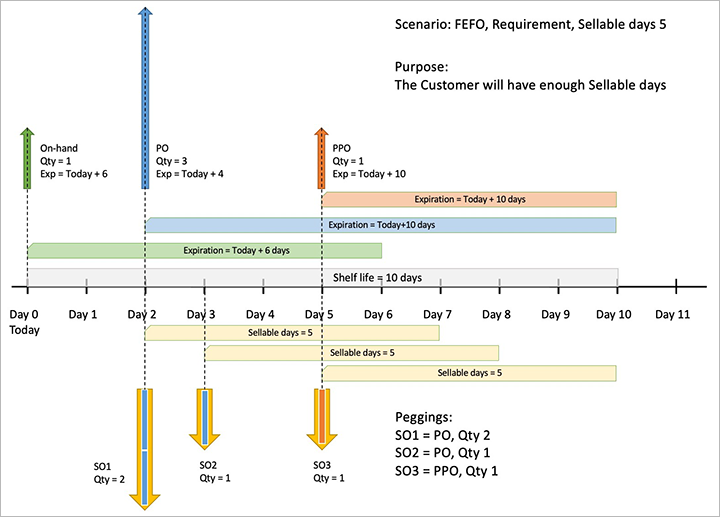 Scenario: FEFO, Requirement, Sellable days 5
Purpose:
The Customer will have enough Sellable days
On-hand
Qty = 1
Exp = Today + 6
PO
Qty = 3
Exp = Today + 4
PPO
Qty = 1
Exp = Today + 10
Expiration = Today + 10 days
Expiration = Today+10 days
Expiration = Today + 6 days
Shelf life = 10 days
Day 0 Day 1 Day 2 Day 3 Day 4 Day 5 Day 6 Day 7 Day 8 Day 9 Day 10 Day 11
Today
Sellable days = 5
Sellable days = 5
Sellable days = 5
SO1
Qty = 2
SO2
Qty = 1
SO3
Qty = 1
Peggings:
SO1 = PO, Qty 2
SO2 = PO, Qty 1
SO3 = PPO, Qty 1